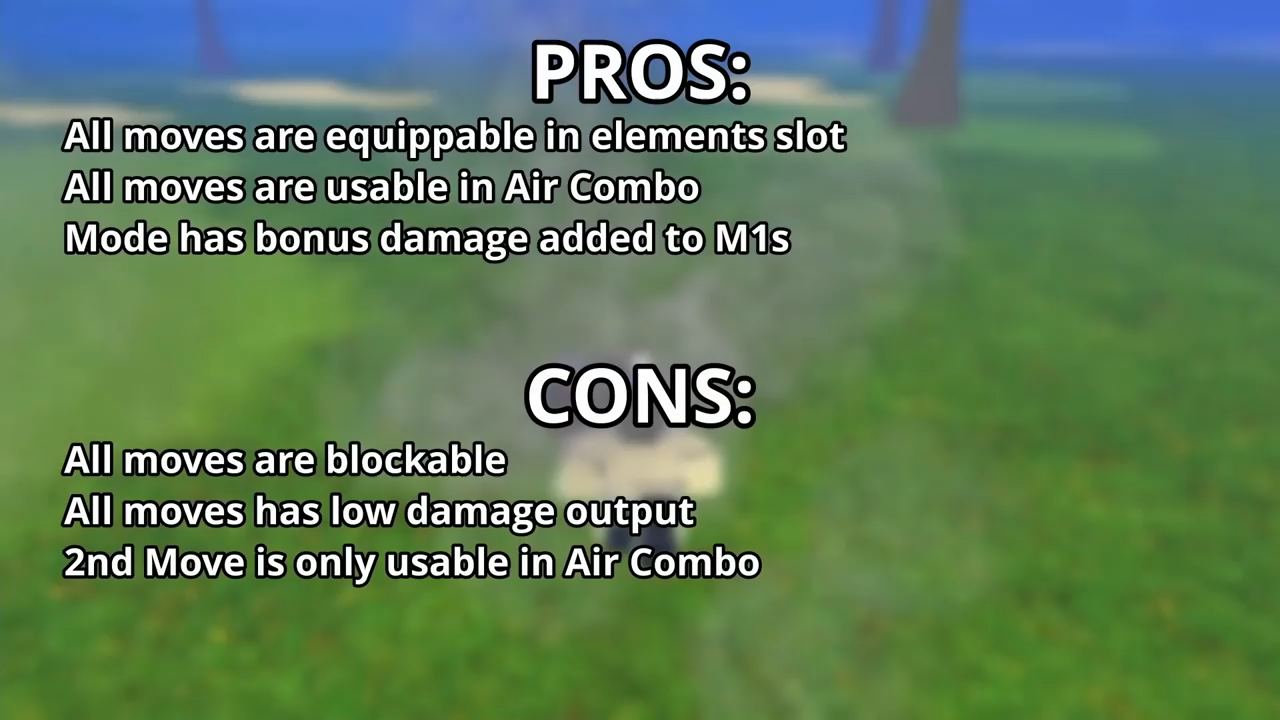 PROS:
All moves are equippable in elements slot
All moves are usable in Air Combo
Mode has bonus damage added to M1s
CONS:
All moves are blockable
All moves has low damage output
2nd Move is only usable in Air Combo